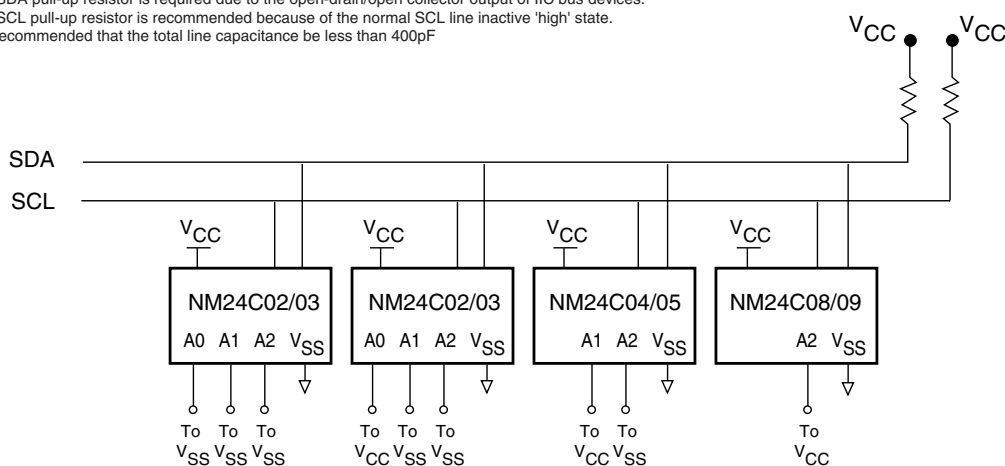 SDA pull-up resistor is required due to the open-drain/open collector output of IIC bus devices.
SCL pull-up resistor is recommended because of the normal SCL line inactive 'high' state.
ecommended that the total line capacitance be less than 400pF
VCC VCC
SDA
SCL
VCC VCC VCC VCC
NM24C02/03 NM24C02/03 NM24C04/05 NM24C08/09
A0 A1 A2 VSS A0 A1 A2 VSS A1 A2 VSS A2 VSS
To To To To To To To To To
VSS VSS VSS VCC VSS VSS VCC VSS VCC